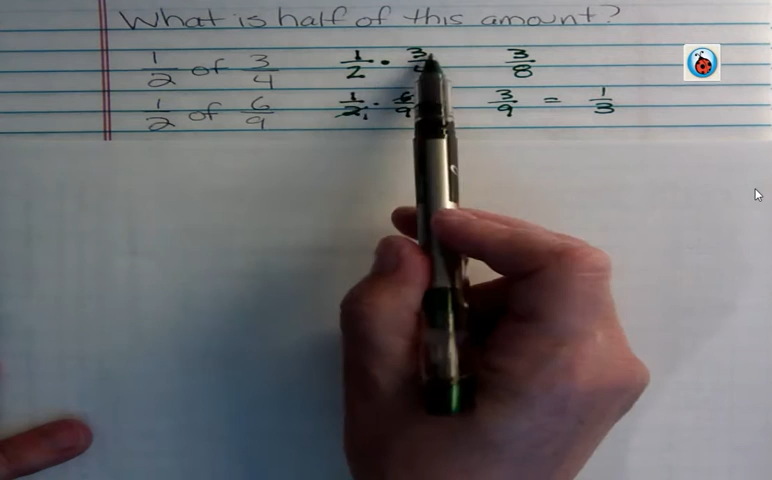 What is half of this amount?
1/2 of 3/4 1/2 · 3/4 3/8
1/2 of 6/9 1/2 1 · 6/9 3/9 = 1/3